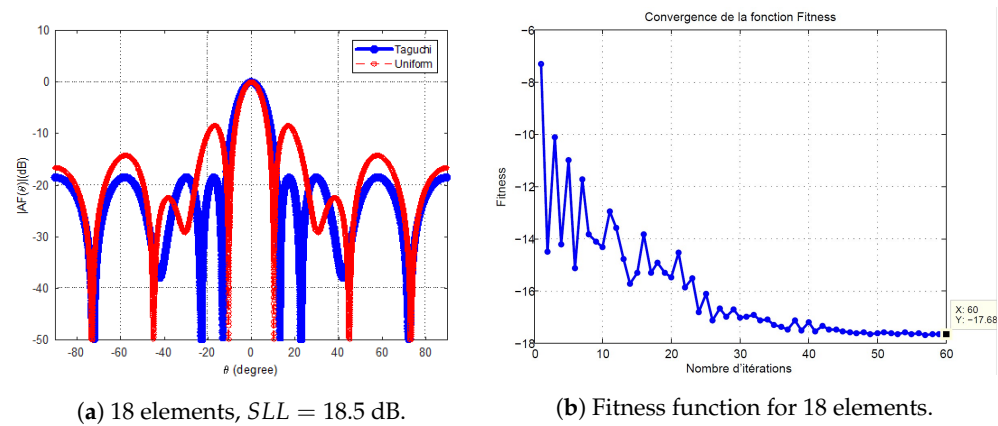 10
0
-10
-20
-30
-40
-50
|AF(θ)|(dB)
-80 -60 -40 -20 0 20 40 60 80
θ (degree)
Taguchi
Uniform
(a) 18 elements, SLL = 18.5 dB.
Convergence de la fonction Fitness
−6
−8
−10
−12
−14
−16
−18
Fitness
0 10 20 30 40 50 60
Nombre d'itérations
X: 60
Y: −17.68
(b) Fitness function for 18 elements.